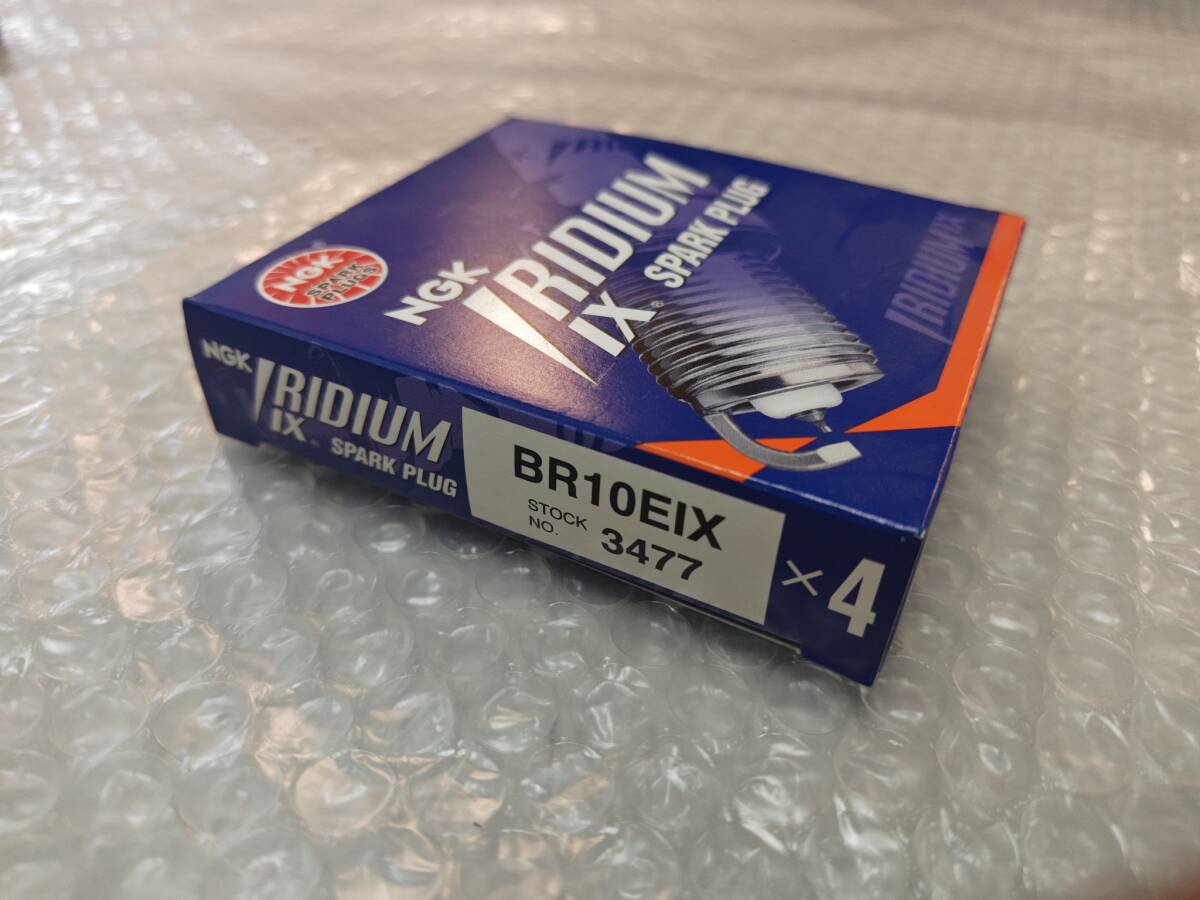 NGK
SPARK
PLUGS
NGK
IRIDIUM
IX®
SPARK PLUG
IRIDIUM IX
NGK
IRIDIUM
IX®
SPARK PLUG
BR10EIX
STOCK
NO. 3477
×4